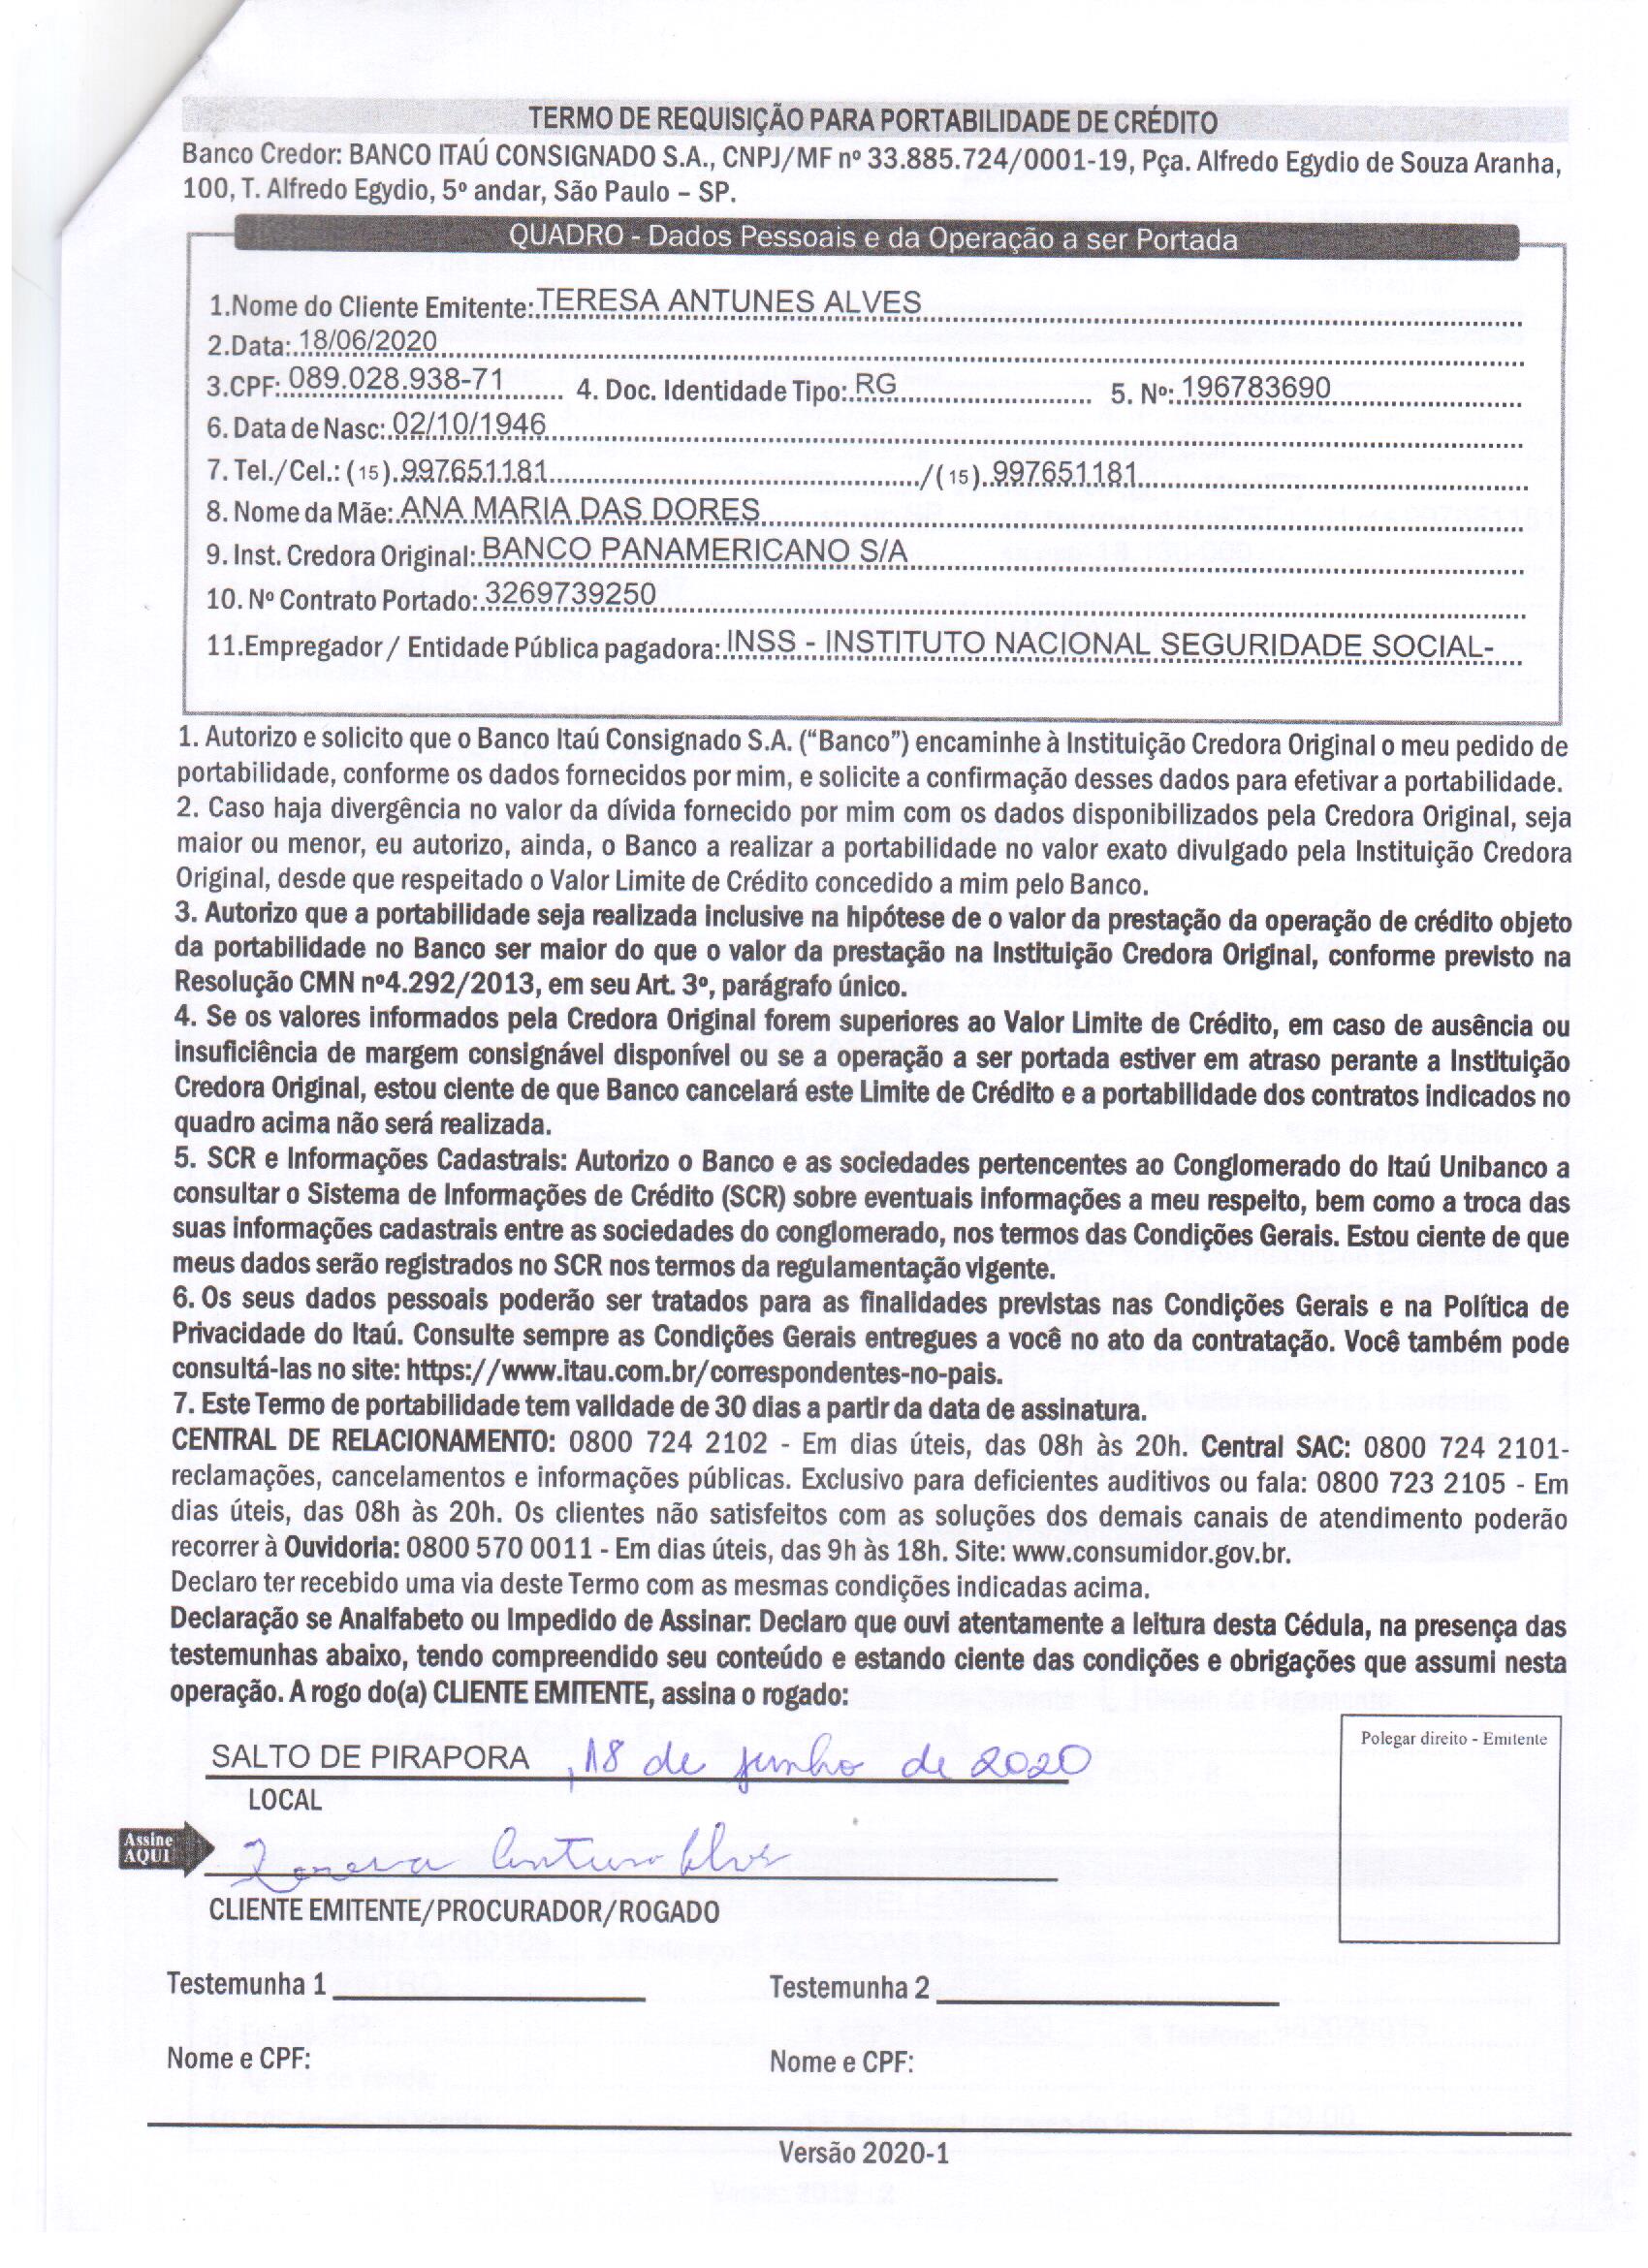 TERMO DE REQUISIÇÃO PARA PORTABILIDADE DE CRÉDITO
Banco Credor: BANCO ITAÚ CONSIGNADO S.A., CNPJ/MF nº 33.885.724/0001-19, Pça. Alfredo Egydio de Souza Aranha,
100, T. Alfredo Egydio, 5º andar, São Paulo – SP.
QUADRO - Dados Pessoais e da Operação a ser Portada
1.Nome do Cliente Emitente: TERESA ANTUNES ALVES
2.Data: 18/06/2020
3.CPF: 089.028.938-71 4. Doc. Identidade Tipo: RG 5. Nº: 196783690
6. Data de Nasc: 02/10/1946
7. Tel./Cel.: (15) 997651181 /(15) 997651181
8. Nome da Mãe: ANA MARIA DAS DORES
9. Inst. Credora Original: BANCO PANAMERICANO S/A
10. Nº Contrato Portado: 3269739250
11.Empregador / Entidade Pública pagadora: INSS - INSTITUTO NACIONAL SEGURIDADE SOCIAL-
1. Autorizo e solicito que o Banco Itaú Consignado S.A. (“Banco”) encaminhe à Instituição Credora Original o meu pedido de
portabilidade, conforme os dados fornecidos por mim, e solicite a confirmação desses dados para efetivar a portabilidade.
2. Caso haja divergência no valor da dívida fornecido por mim com os dados disponibilizados pela Credora Original, seja
maior ou menor, eu autorizo, ainda, o Banco a realizar a portabilidade no valor exato divulgado pela Instituição Credora
Original, desde que respeitado o Valor Limite de Crédito concedido a mim pelo Banco.
3. Autorizo que a portabilidade seja realizada inclusive na hipótese de o valor da prestação da operação de crédito objeto
da portabilidade no Banco ser maior do que o valor da prestação na Instituição Credora Original, conforme previsto na
Resolução CMN nº4.292/2013, em seu Art. 3º, parágrafo único.
4. Se os valores informados pela Credora Original forem superiores ao Valor Limite de Crédito, em caso de ausência ou
insuficiência de margem consignável disponível ou se a operação a ser portada estiver em atraso perante a Instituição
Credora Original, estou ciente de que Banco cancelará este Limite de Crédito e a portabilidade dos contratos indicados no
quadro acima não será realizada.
5. SCR e Informações Cadastrais: Autorizo o Banco e as sociedades pertencentes ao Conglomerado do Itaú Unibanco a
consultar o Sistema de Informações de Crédito (SCR) sobre eventuais informações a meu respeito, bem como a troca das
suas informações cadastrais entre as sociedades do conglomerado, nos termos das Condições Gerais. Estou ciente de que
meus dados serão registrados no SCR nos termos da regulamentação vigente.
6. Os seus dados pessoais poderão ser tratados para as finalidades previstas nas Condições Gerais e na Política de
Privacidade do Itaú. Consulte sempre as Condições Gerais entregues a você no ato da contratação. Você também pode
consultá-las no site: https://www.itau.com.br/correspondentes-no-pais.
7. Este Termo de portabilidade tem validade de 30 dias a partir da data de assinatura.
CENTRAL DE RELACIONAMENTO: 0800 724 2102 - Em dias úteis, das 08h às 20h. Central SAC: 0800 724 2101-
reclamações, cancelamentos e informações públicas. Exclusivo para deficientes auditivos ou fala: 0800 723 2105 - Em
dias úteis, das 08h às 20h. Os clientes não satisfeitos com as soluções dos demais canais de atendimento poderão
recorrer à Ouvidoria: 0800 570 0011 - Em dias úteis, das 9h às 18h. Site: www.consumidor.gov.br.
Declaro ter recebido uma via deste Termo com as mesmas condições indicadas acima.
Declaração se Analfabeto ou Impedido de Assinar: Declaro que ouvi atentamente a leitura desta Cédula, na presença das
testemunhas abaixo, tendo compreendido seu conteúdo e estando ciente das condições e obrigações que assumi nesta
operação. A rogo do(a) CLIENTE EMITENTE, assina o rogado:
Polegar direito - Emitente
SALTO DE PIRAPORA , 18 de junho de 2020
LOCAL
Assine
AQUI
CLIENTE EMITENTE/PROCURADOR/ROGADO
Testemunha 1 Testemunha 2
Nome e CPF: Nome e CPF:
Versão 2020-1